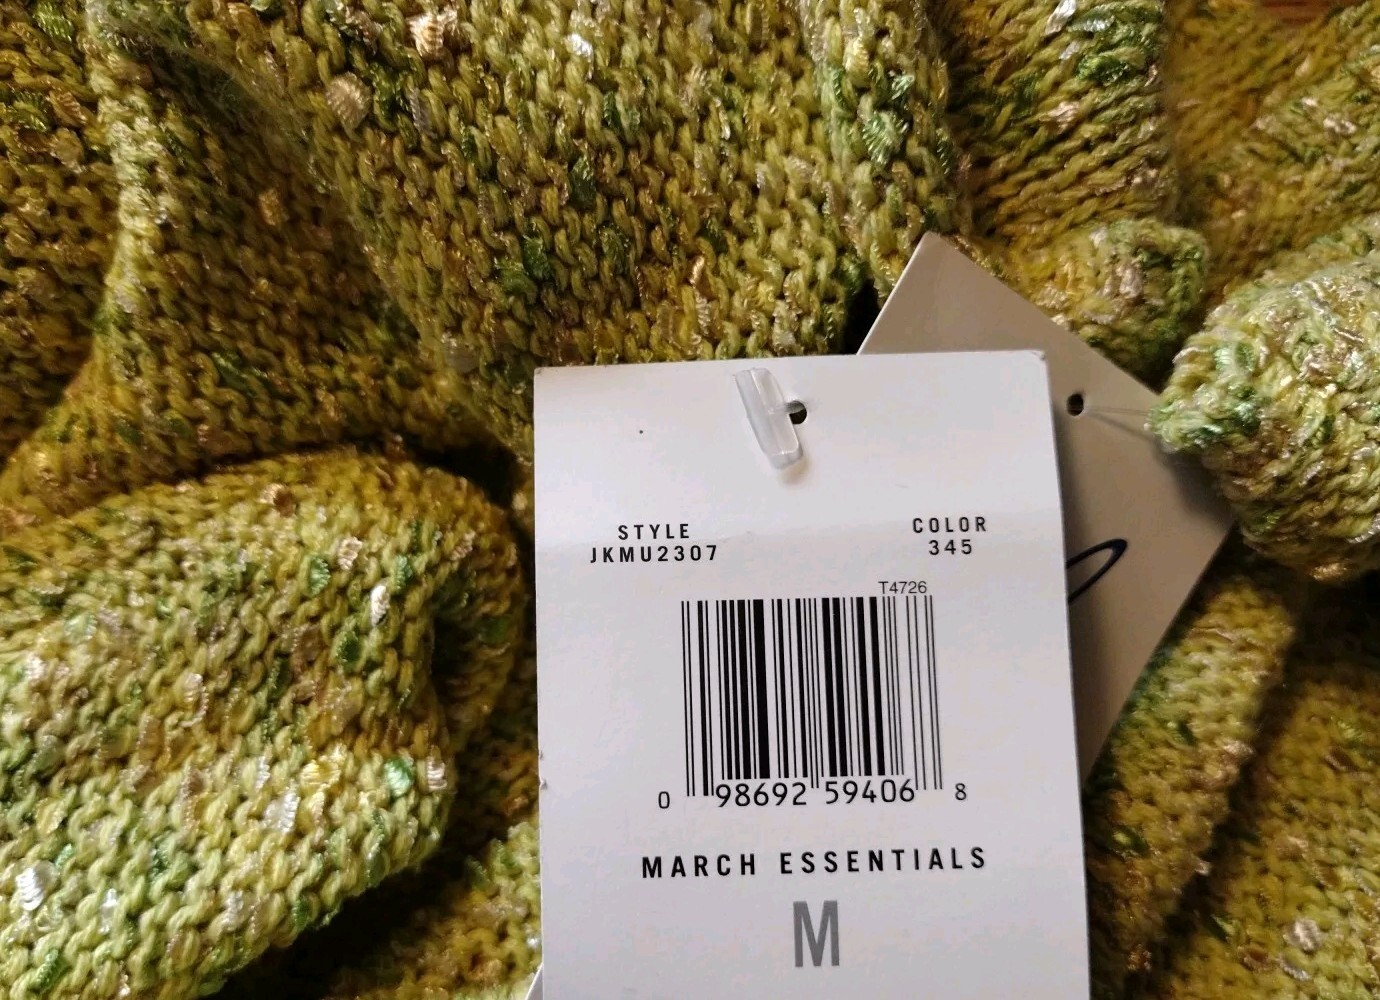 STYLE
JKMU2307
COLOR
345
T4726
0 98692 59406 8
MARCH ESSENTIALS
M